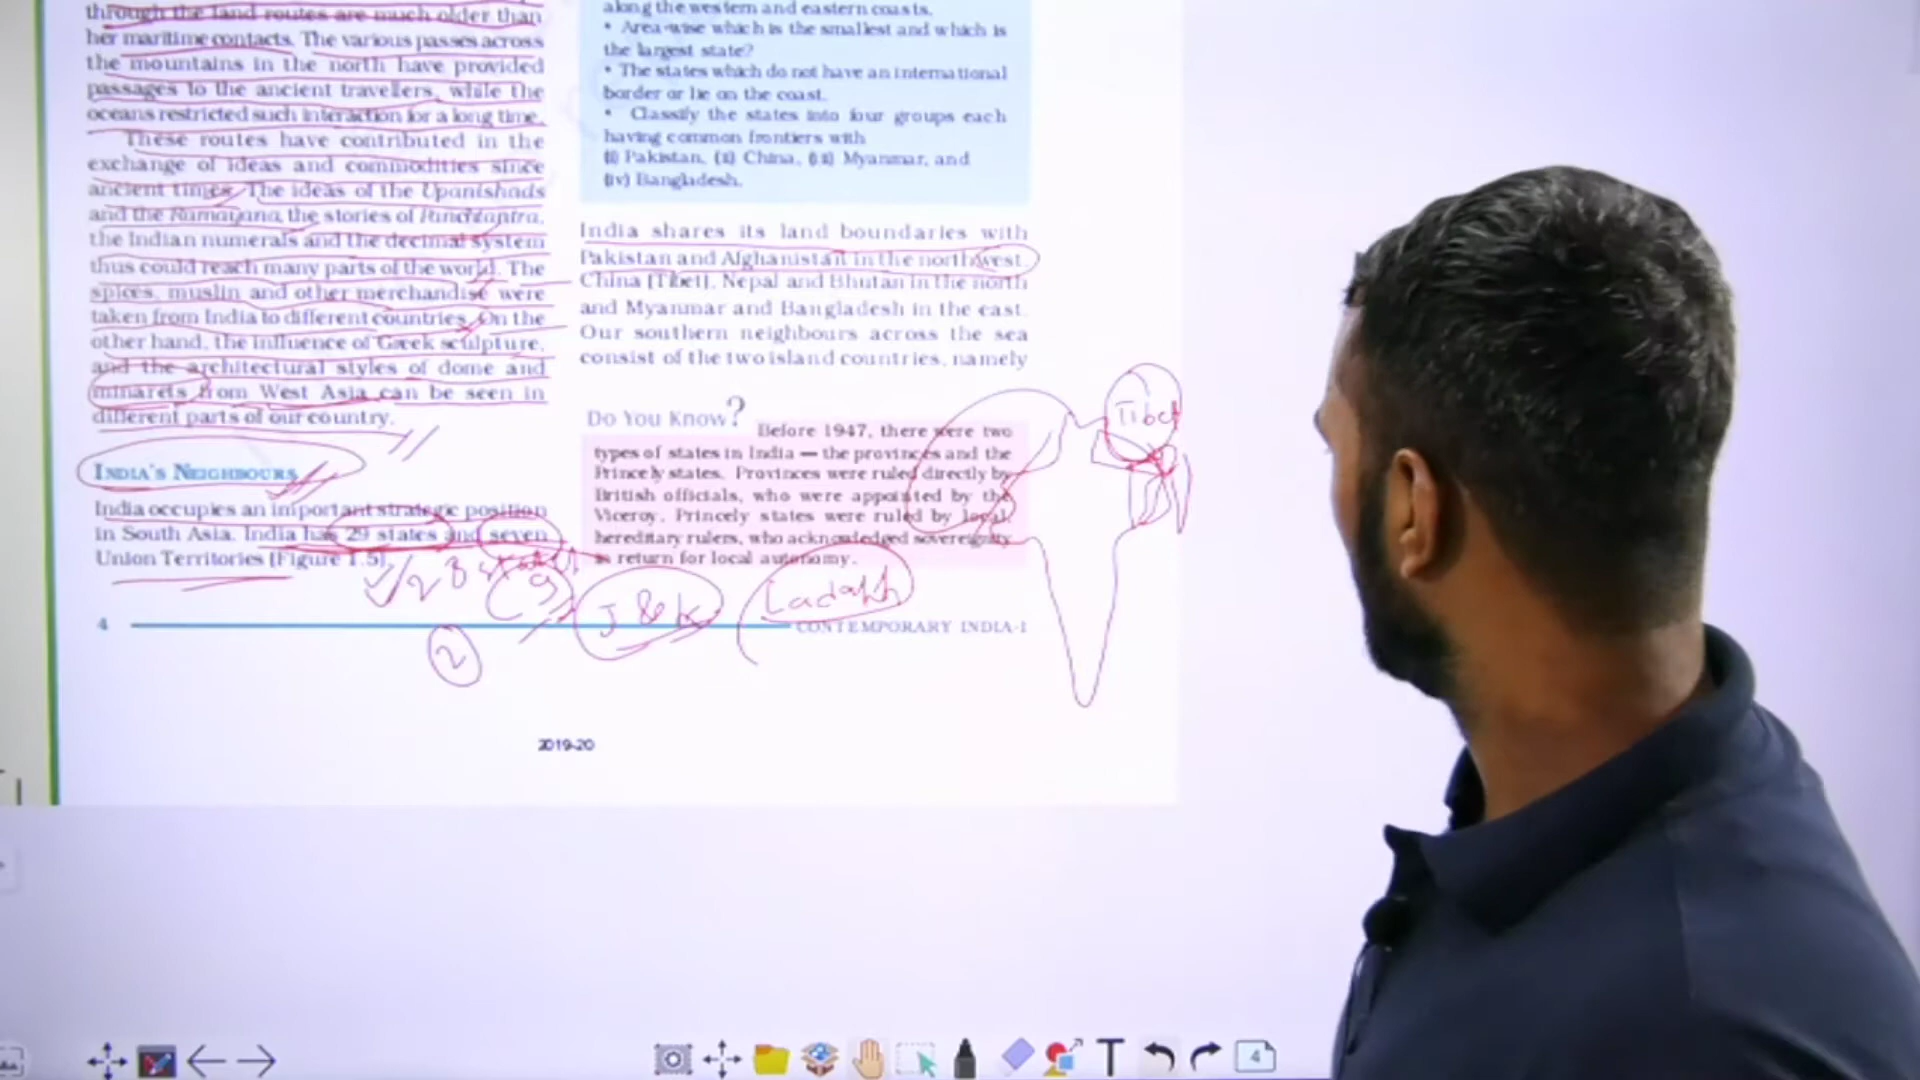 through the land routes are much older than
her maritime contacts. The various passes across
the mountains in the north have provided
passages to the ancient travellers, while the
oceans restricted such interaction for a long time.
These routes have contributed in the
exchange of ideas and commodities since
ancient times. The ideas of the Upanishads
and the Ramayana, the stories of Panchtantra,
the Indian numerals and the decimal system
thus could reach many parts of the world. The
spices, muslin and other merchandise were
taken from India to different countries. On the
other hand, the influence of Greek sculpture,
and the architectural styles of dome and
minarets from West Asia can be seen in
different parts of our country.
INDIA'S NEIGHBOURS
India occupies an important strategic position
in South Asia. India has 29 states and seven
Union Territories (Figure 1.5).
28 states
9
J & K
Ladakh
2
4
along the western and eastern coasts.
• Area-wise which is the smallest and which is
the largest state?
• The states which do not have an international
border or lie on the coast.
• Classify the states into four groups each
having common frontiers with
(i) Pakistan, (ii) China, (iii) Myanmar, and
(iv) Bangladesh.
India shares its land boundaries with
Pakistan and Afghanistan in the northwest,
China (Tibet), Nepal and Bhutan in the north
and Myanmar and Bangladesh in the east.
Our southern neighbours across the sea
consist of the two island countries, namely
DO YOU KNOW?
Before 1947, there were two
types of states in India — the provinces and the
Princely states. Provinces were ruled directly by
British officials, who were appointed by the
Viceroy. Princely states were ruled by local,
hereditary rulers, who acknowledged sovereignty
in return for local autonomy.
Tibet
CONTEMPORARY INDIA-I
2019-20
T
4